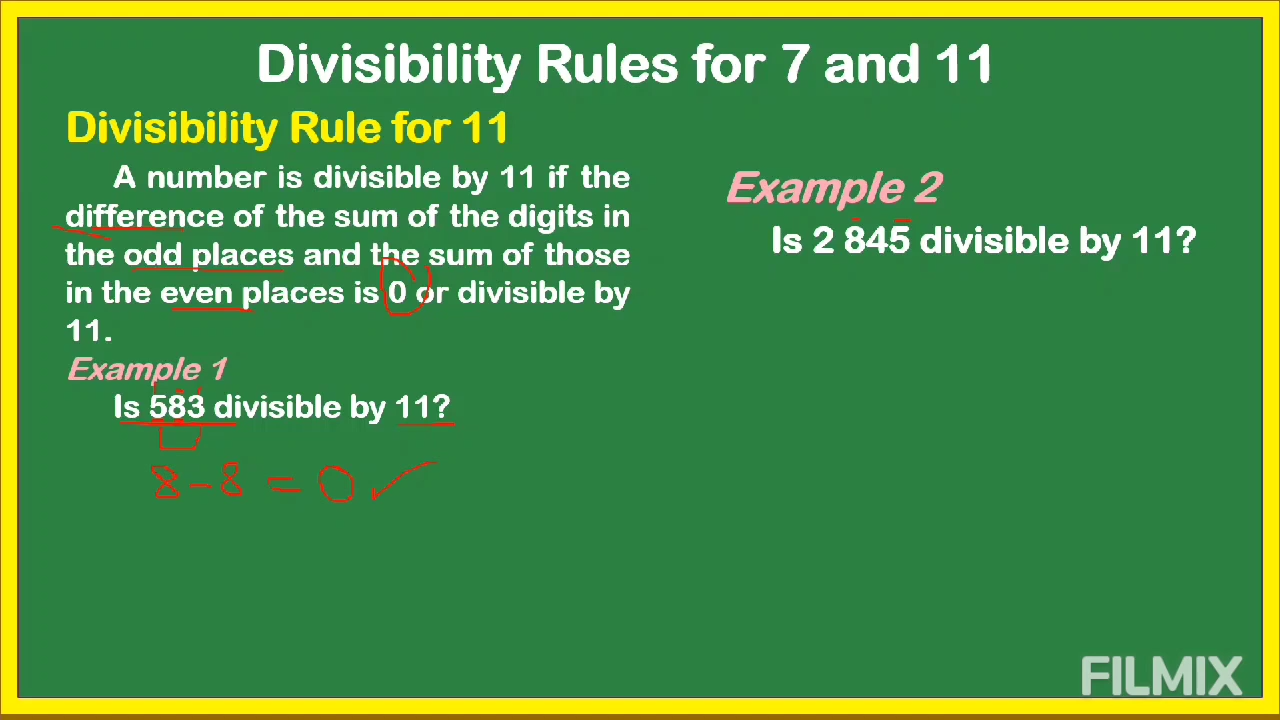 Divisibility Rules for 7 and 11
Divisibility Rule for 11
A number is divisible by 11 if the
difference of the sum of the digits in
the odd places and the sum of those
in the even places is 0 or divisible by
11.
Example 1
Is 583 divisible by 11?
8 - 8 = 0 ✓
Example 2
Is 2 845 divisible by 11?
FILMIX